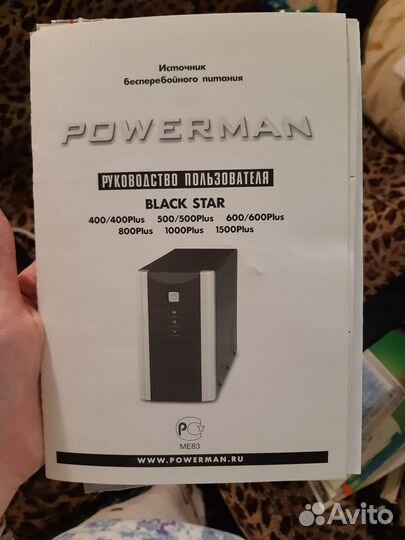 Источник
бесперебойного питания
POWERMAN
РУКОВОДСТВО ПОЛЬЗОВАТЕЛЯ
BLACK STAR
400/400Plus 500/500Plus 600/600Plus
800Plus 1000Plus 1500Plus
РСТ
МЕ83
WWW.POWERMAN.RU
Avito